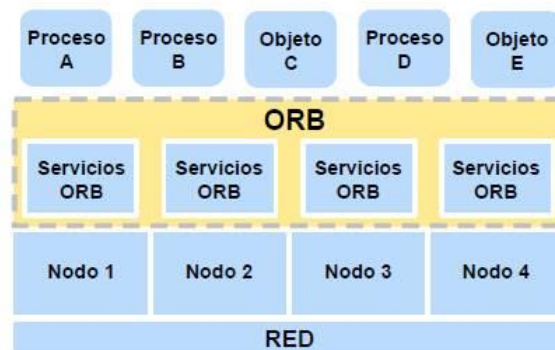 Proceso Proceso Objeto Proceso Objeto
A B C D E
ORB
Servicios Servicios Servicios Servicios
ORB ORB ORB ORB
Nodo 1 Nodo 2 Nodo 3 Nodo 4
RED